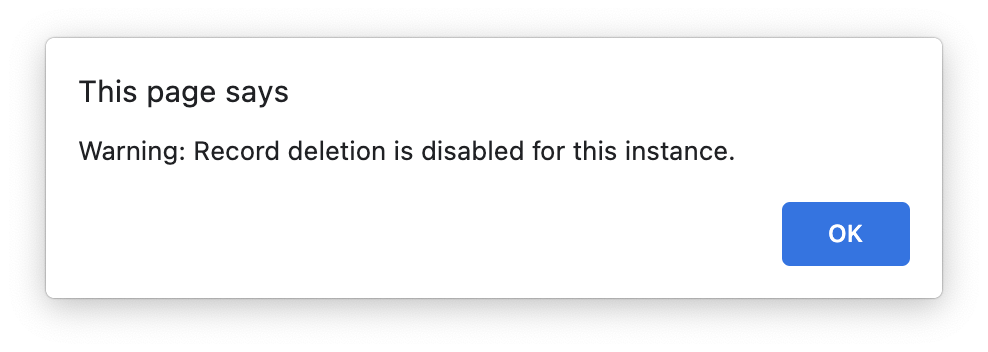 This page says
Warning: Record deletion is disabled for this instance.
OK